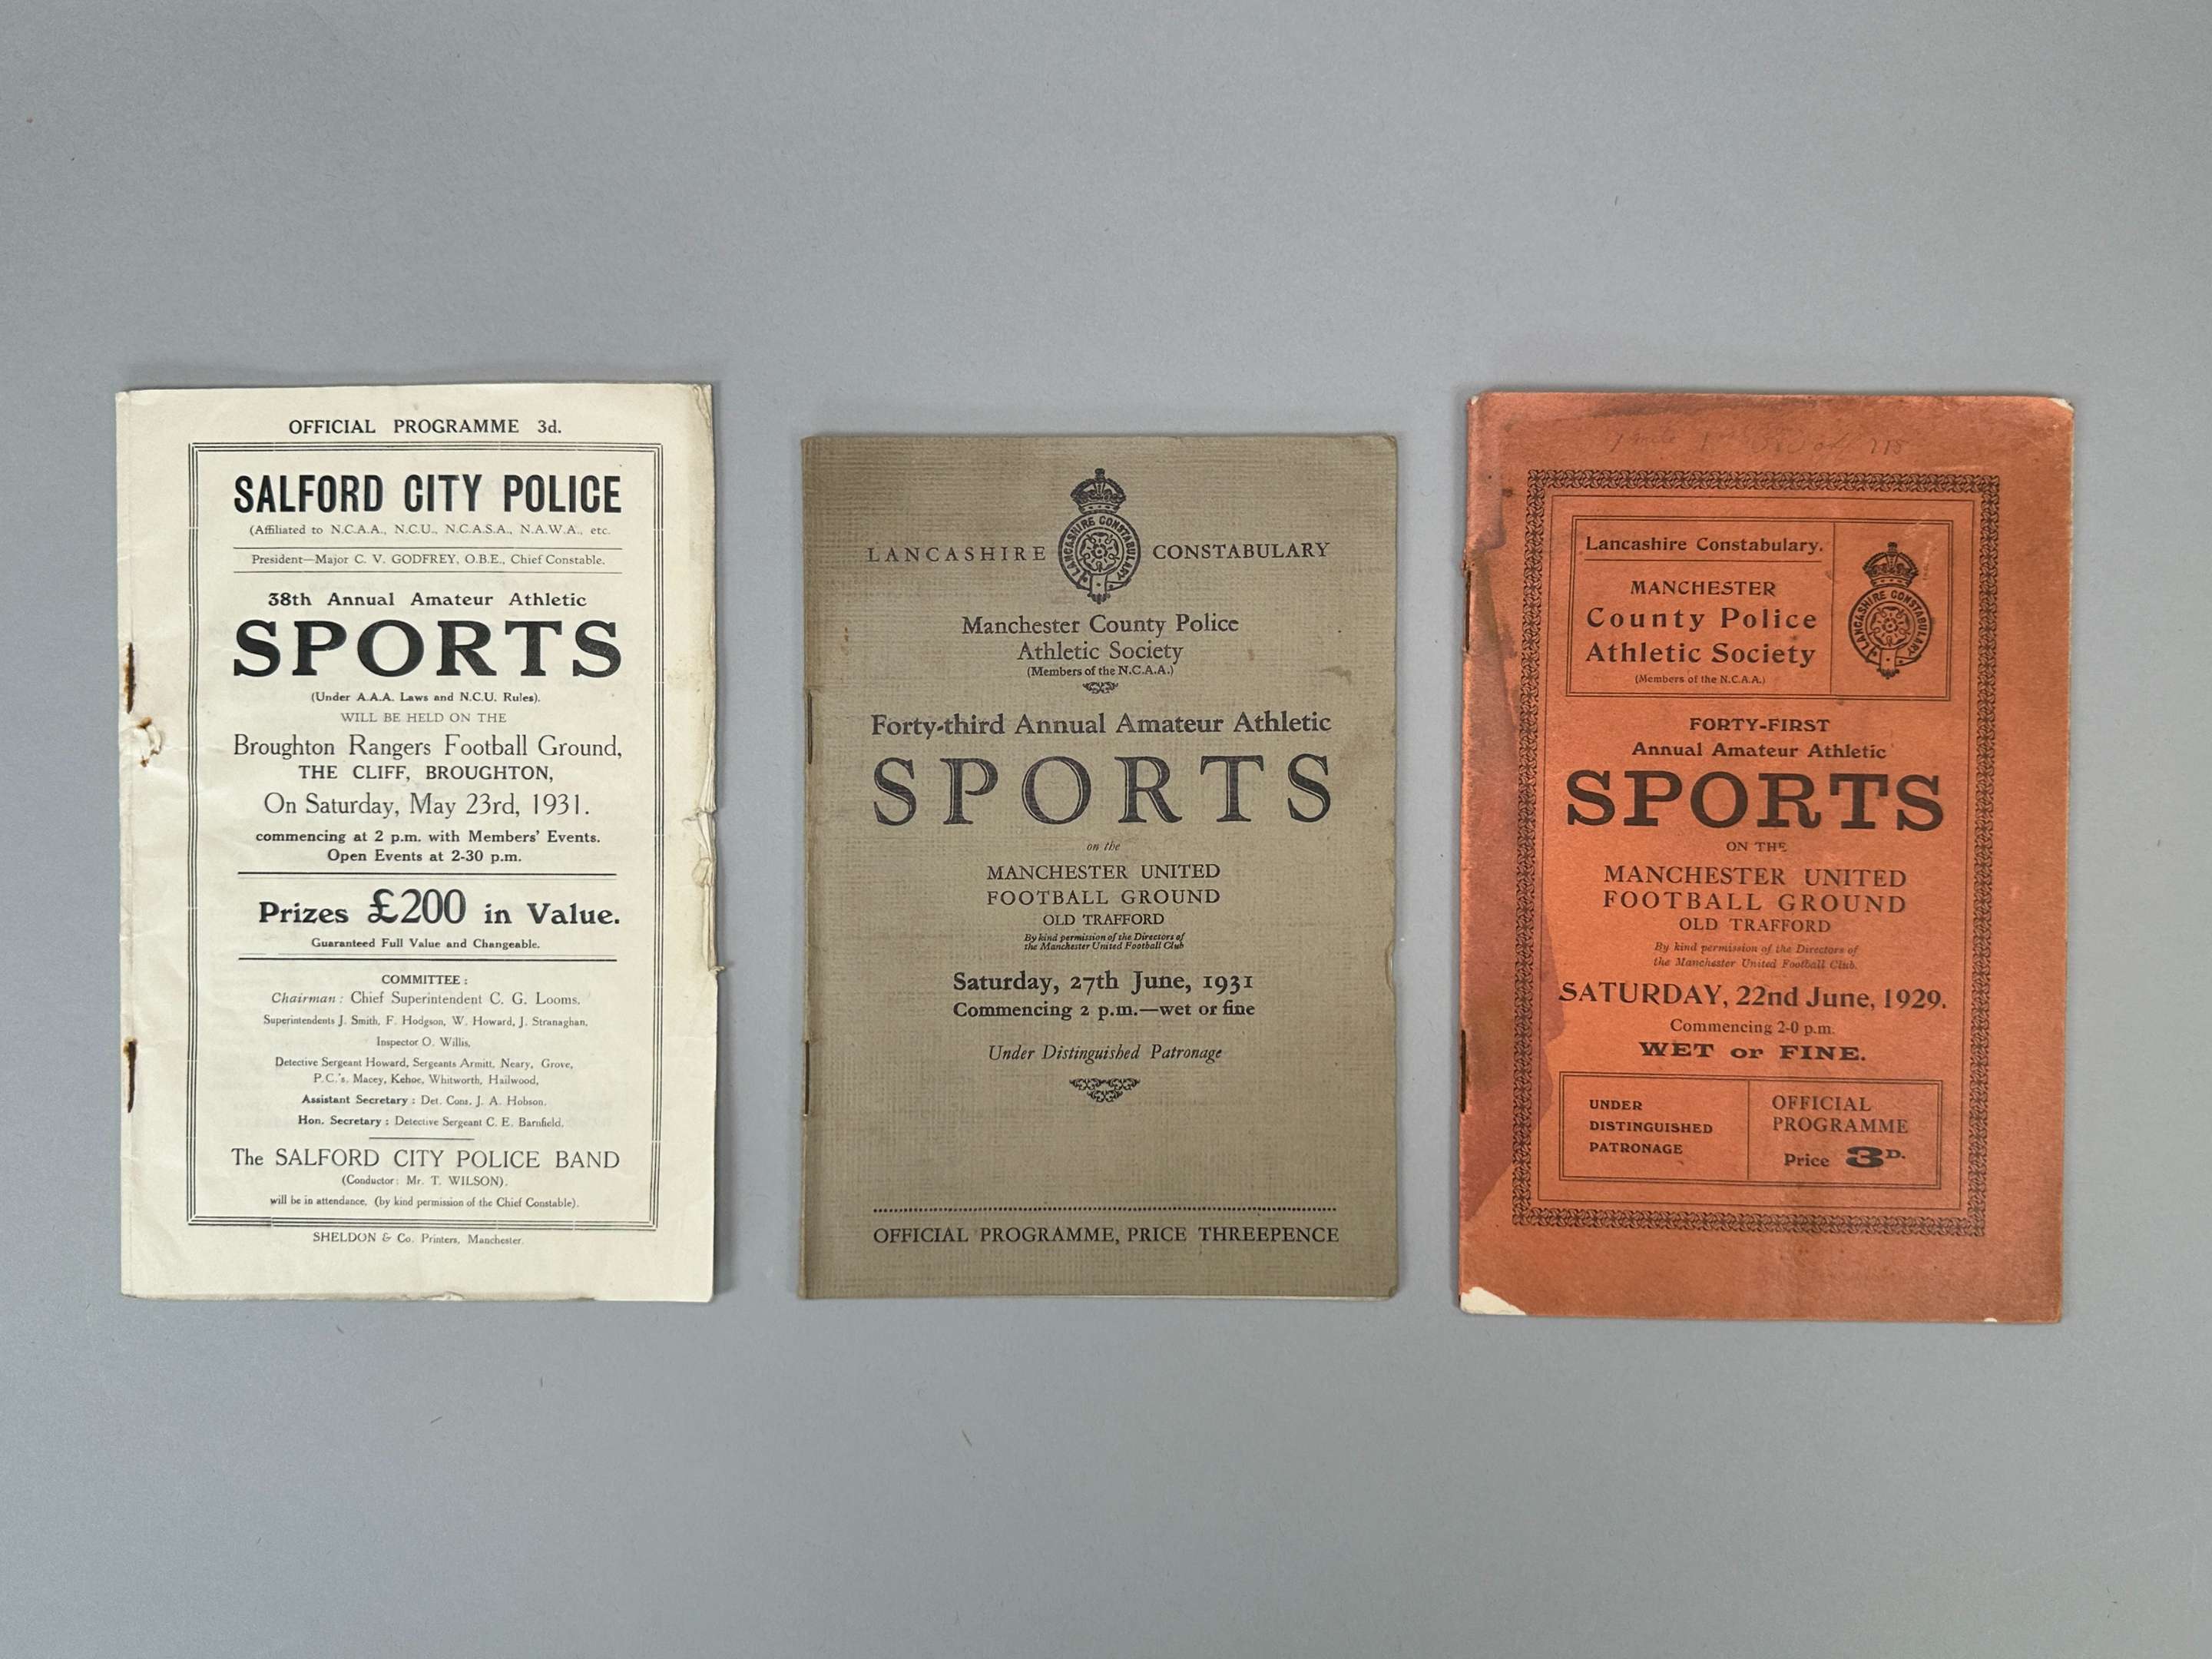 OFFICIAL PROGRAMME 3d.
SALFORD CITY POLICE
(Affiliated to N.C.A.A., N.C.U., N.C.A.S.A., N.A.W.A., etc.
President—Major C. V. GODFREY, O.B.E., Chief Constable.
38th Annual Amateur Athletic
SPORTS
(Under A.A.A. Laws and N.C.U. Rules).
WILL BE HELD ON THE
Broughton Rangers Football Ground,
THE CLIFF, BROUGHTON,
On Saturday, May 23rd, 1931.
commencing at 2 p.m. with Members' Events.
Open Events at 2-30 p.m.
Prizes £200 in Value.
Guaranteed Full Value and Changeable.
COMMITTEE :
Chairman : Chief Superintendent C. G. Looms.
Superintendents J. Smith, F. Hodgson, W. Howard, J. Stranaghan,
Inspector O. Willis,
Detective Sergeant Howard, Sergeants Armitt, Neary, Grove,
P.C.'s. Macey, Kehoe, Whitworth, Hailwood,
Assistant Secretary : Det. Cons. J. A. Hobson.
Hon. Secretary : Detective Sergeant C. E. Barnfield.
The SALFORD CITY POLICE BAND
(Conductor: Mr. T. WILSON).
will be in attendance, (by kind permission of the Chief Constable).
SHELDON & Co. Printers, Manchester.
LANCASHIRE CONSTABULARY
LANCASHIRE CONSTABULARY
Manchester County Police
Athletic Society
(Members of the N.C.A.A.)
Forty-third Annual Amateur Athletic
SPORTS
on the
MANCHESTER UNITED
FOOTBALL GROUND
OLD TRAFFORD
By kind permission of the Directors of
the Manchester United Football Club
Saturday, 27th June, 1931
Commencing 2 p.m.—wet or fine
Under Distinguished Patronage
OFFICIAL PROGRAMME, PRICE THREEPENCE
Lancashire Constabulary.
MANCHESTER
County Police
Athletic Society
(Members of the N.C.A.A.)
LANCASHIRE CONSTABULARY
FORTY-FIRST
Annual Amateur Athletic
SPORTS
ON THE
MANCHESTER UNITED
FOOTBALL GROUND
OLD TRAFFORD
By kind permission of the Directors of
the Manchester United Football Club.
SATURDAY, 22nd June, 1929.
Commencing 2-0 p.m.
WET or FINE.
UNDER
DISTINGUISHED
PATRONAGE
OFFICIAL
PROGRAMME
Price 3D.